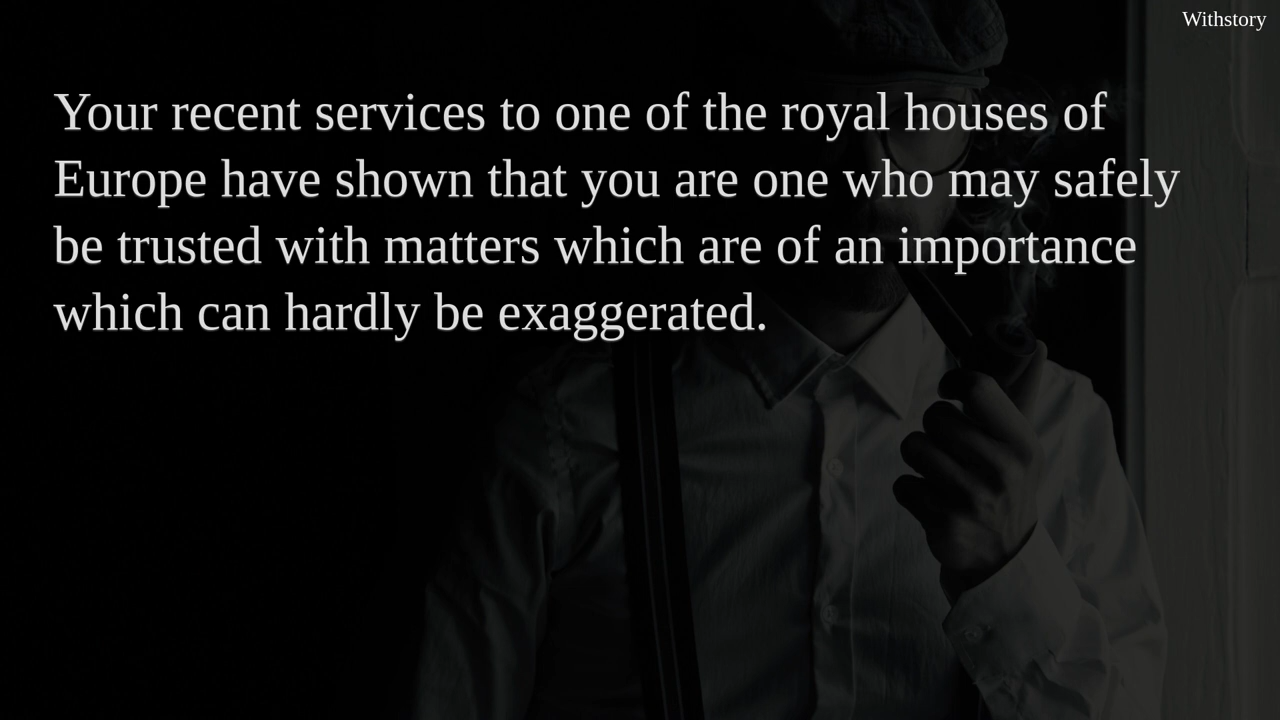 Withstory
Your recent services to one of the royal houses of
Europe have shown that you are one who may safely
be trusted with matters which are of an importance
which can hardly be exaggerated.